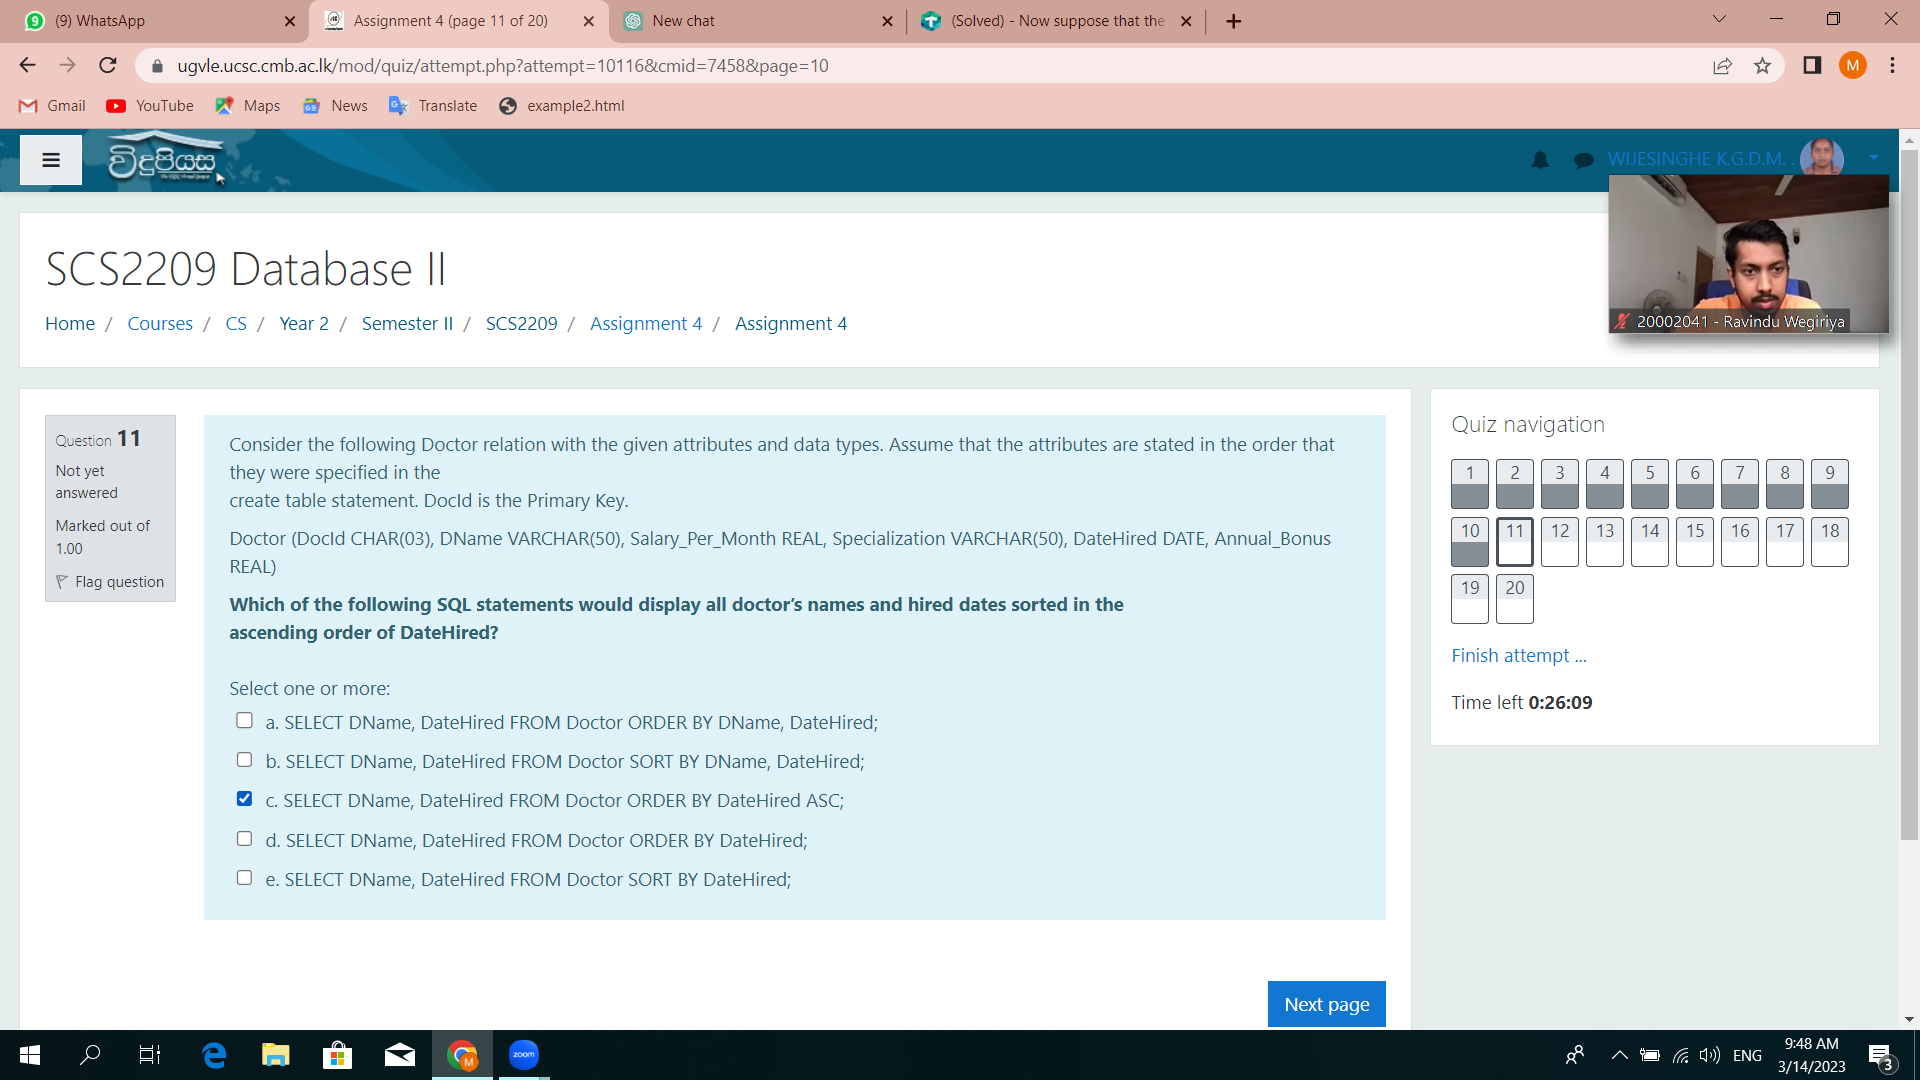 (9) WhatsApp
Assignment 4 (page 11 of 20)
New chat
(Solved) - Now suppose that the
ugvle.ucsc.cmb.ac.lk/mod/quiz/attempt.php?attempt=10116&cmid=7458&page=10
M
Gmail
YouTube
Maps
News
Translate
example2.html
විදුපියස
WIJESINGHE K.G.D.M. .
20002041 - Ravindu Wegiriya
SCS2209 Database II
Home / Courses / CS / Year 2 / Semester II / SCS2209 / Assignment 4 / Assignment 4
Question 11
Not yet
answered
Marked out of
1.00
Flag question
Consider the following Doctor relation with the given attributes and data types. Assume that the attributes are stated in the order that
they were specified in the
create table statement. DocId is the Primary Key.
Doctor (DocId CHAR(03), DName VARCHAR(50), Salary_Per_Month REAL, Specialization VARCHAR(50), DateHired DATE, Annual_Bonus
REAL)
Which of the following SQL statements would display all doctor’s names and hired dates sorted in the
ascending order of DateHired?
Select one or more:
a. SELECT DName, DateHired FROM Doctor ORDER BY DName, DateHired;
b. SELECT DName, DateHired FROM Doctor SORT BY DName, DateHired;
c. SELECT DName, DateHired FROM Doctor ORDER BY DateHired ASC;
d. SELECT DName, DateHired FROM Doctor ORDER BY DateHired;
e. SELECT DName, DateHired FROM Doctor SORT BY DateHired;
Next page
Quiz navigation
1 2 3 4 5 6 7 8 9
10 11 12 13 14 15 16 17 18
19 20
Finish attempt ...
Time left 0:26:09
zoom
ENG
9:48 AM
3/14/2023
3